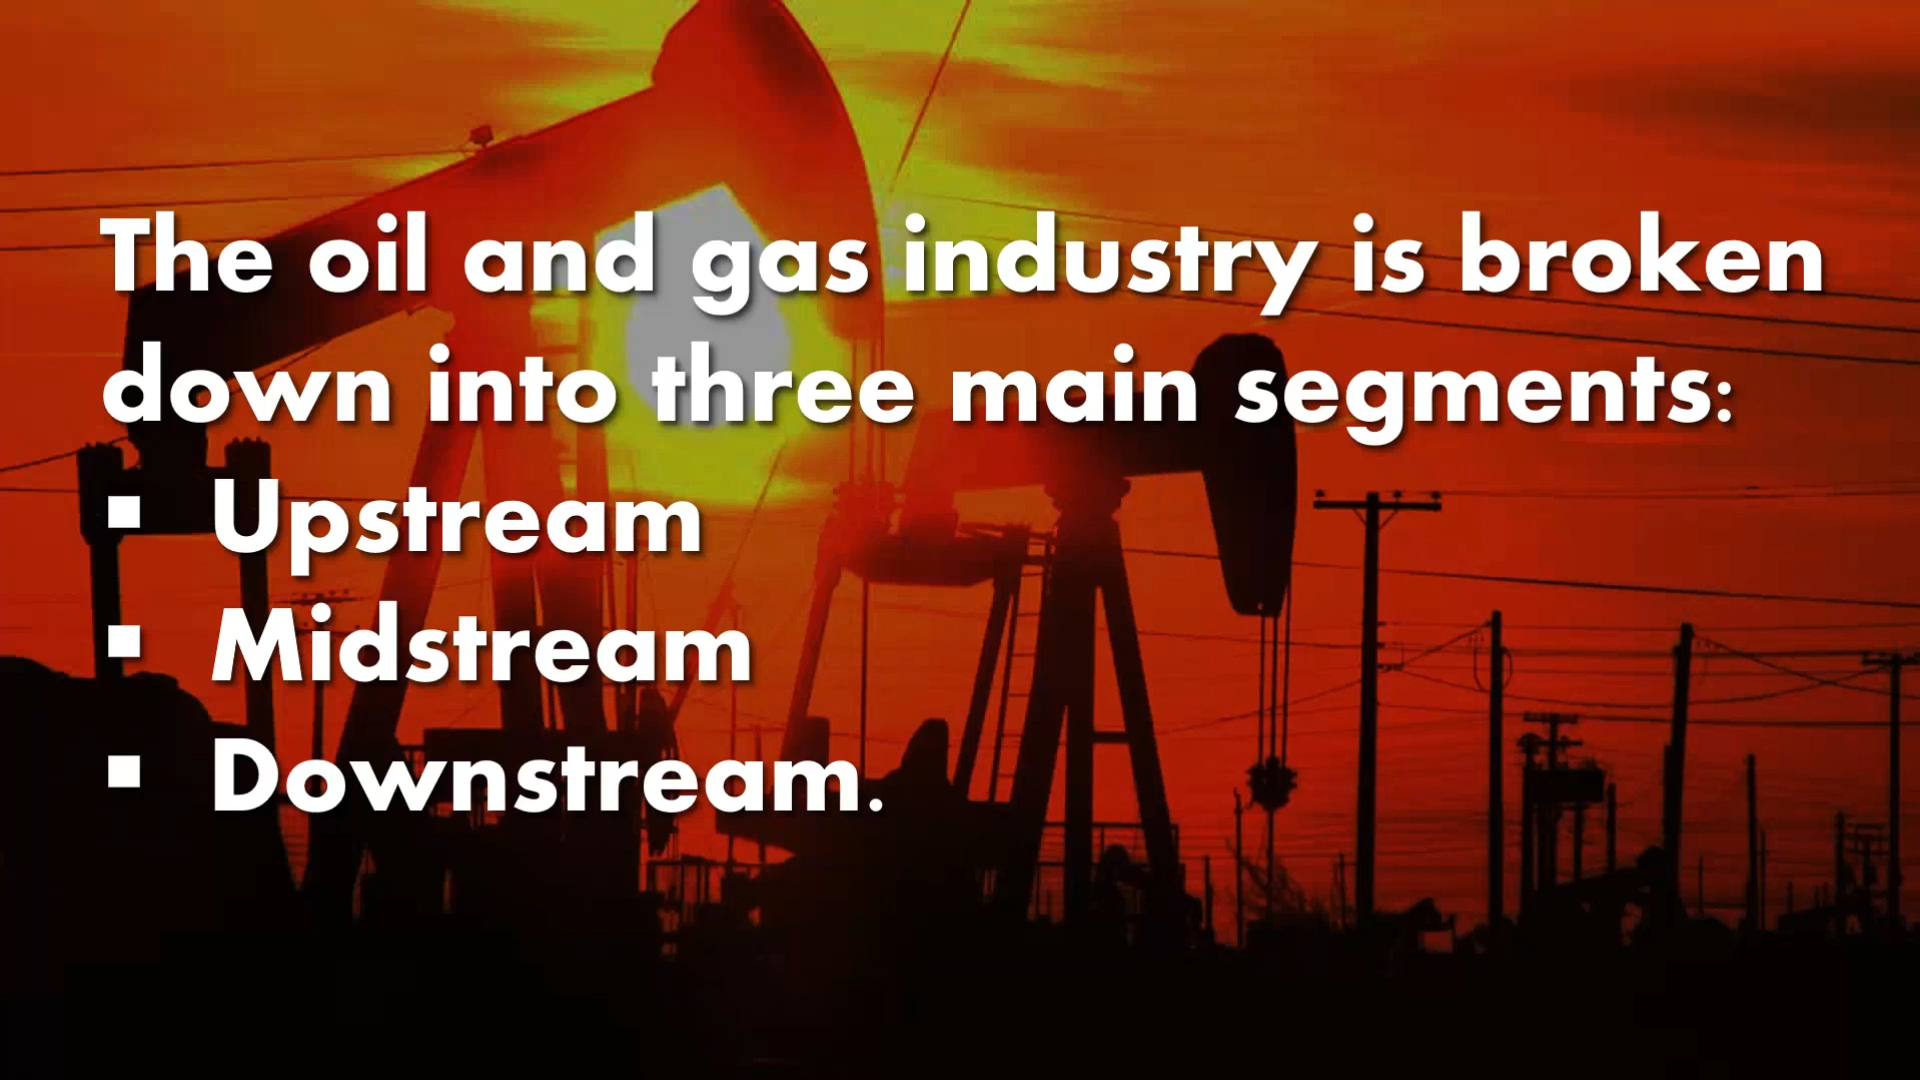 The oil and gas industry is broken
down into three main segments:
▪ Upstream
▪ Midstream
▪ Downstream.